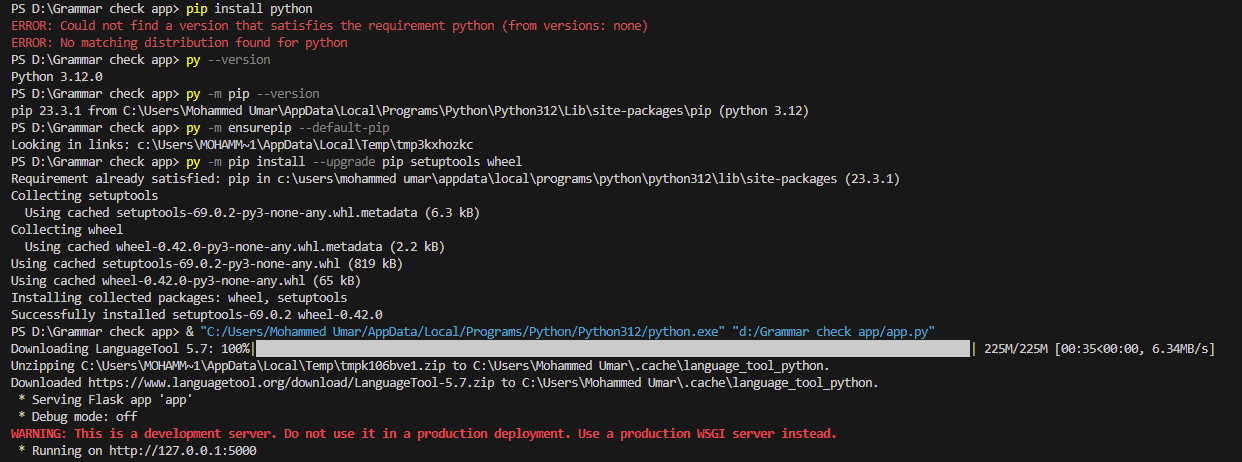 PS D:\Grammar check app> pip install python
ERROR: Could not find a version that satisfies the requirement python (from versions: none)
ERROR: No matching distribution found for python
PS D:\Grammar check app> py --version
Python 3.12.0
PS D:\Grammar check app> py -m pip --version
pip 23.3.1 from C:\Users\Mohammed Umar\AppData\Local\Programs\Python\Python312\Lib\site-packages\pip (python 3.12)
PS D:\Grammar check app> py -m ensurepip --default-pip
Looking in links: c:\Users\MOHAMM~1\AppData\Local\Temp\tmp3kxhozkc
PS D:\Grammar check app> py -m pip install --upgrade pip setuptools wheel
Requirement already satisfied: pip in c:\users\mohammed umar\appdata\local\programs\python\python312\lib\site-packages (23.3.1)
Collecting setuptools
  Using cached setuptools-69.0.2-py3-none-any.whl.metadata (6.3 kB)
Collecting wheel
  Using cached wheel-0.42.0-py3-none-any.whl.metadata (2.2 kB)
Using cached setuptools-69.0.2-py3-none-any.whl (819 kB)
Using cached wheel-0.42.0-py3-none-any.whl (65 kB)
Installing collected packages: wheel, setuptools
Successfully installed setuptools-69.0.2 wheel-0.42.0
PS D:\Grammar check app> & "C:/Users/Mohammed Umar/AppData/Local/Programs/Python/Python312/python.exe" "d:/Grammar check app/app.py"
Downloading LanguageTool 5.7: 100%| | 225M/225M [00:35<00:00, 6.34MB/s]
Unzipping C:\Users\MOHAMM~1\AppData\Local\Temp\tmpk106bve1.zip to C:\Users\Mohammed Umar\.cache\language_tool_python.
Downloaded https://www.languagetool.org/download/LanguageTool-5.7.zip to C:\Users\Mohammed Umar\.cache\language_tool_python.
 * Serving Flask app 'app'
 * Debug mode: off
WARNING: This is a development server. Do not use it in a production deployment. Use a production WSGI server instead.
 * Running on http://127.0.0.1:5000